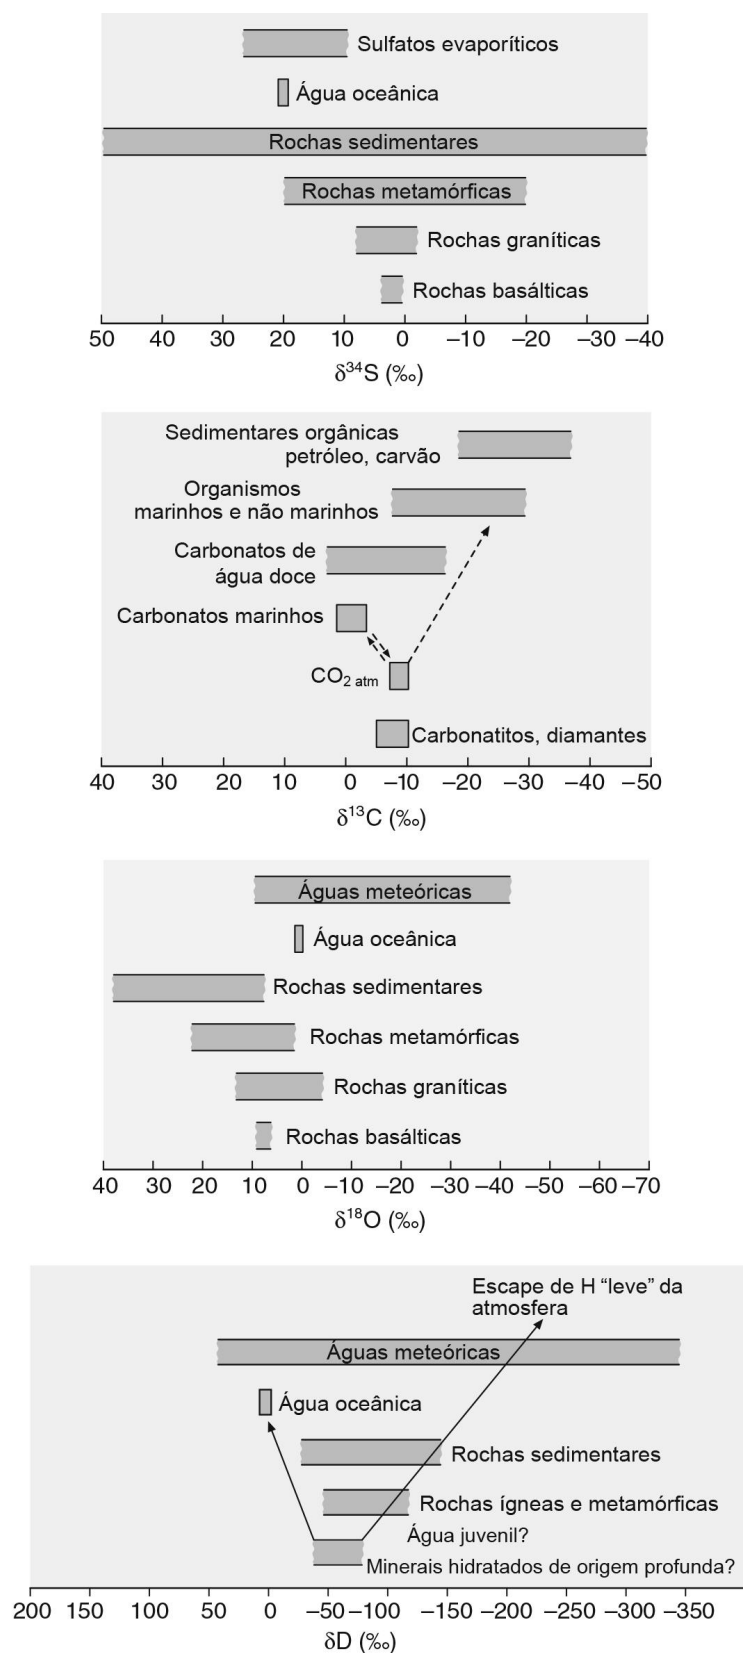 Sulfatos evaporíticos
Água oceânica
Rochas sedimentares
Rochas metamórficas
Rochas graníticas
Rochas basálticas
50 40 30 20 10 0 –10 –20 –30 –40
δ³⁴S (‰)
Sedimentares orgânicas
petróleo, carvão
Organismos
marinhos e não marinhos
Carbonatos de
água doce
Carbonatos marinhos
CO₂ atm
Carbonatitos, diamantes
40 30 20 10 0 –10 –20 –30 –40 –50
δ¹³C (‰)
Águas meteóricas
Água oceânica
Rochas sedimentares
Rochas metamórficas
Rochas graníticas
Rochas basálticas
40 30 20 10 0 –10 –20 –30 –40 –50 –60 –70
δ¹⁸O (‰)
Escape de H “leve” da
atmosfera
Águas meteóricas
Água oceânica
Rochas sedimentares
Rochas ígneas e metamórficas
Água juvenil?
Minerais hidratados de origem profunda?
200 150 100 50 0 –50 –100 –150 –200 –250 –300 –350
δD (‰)